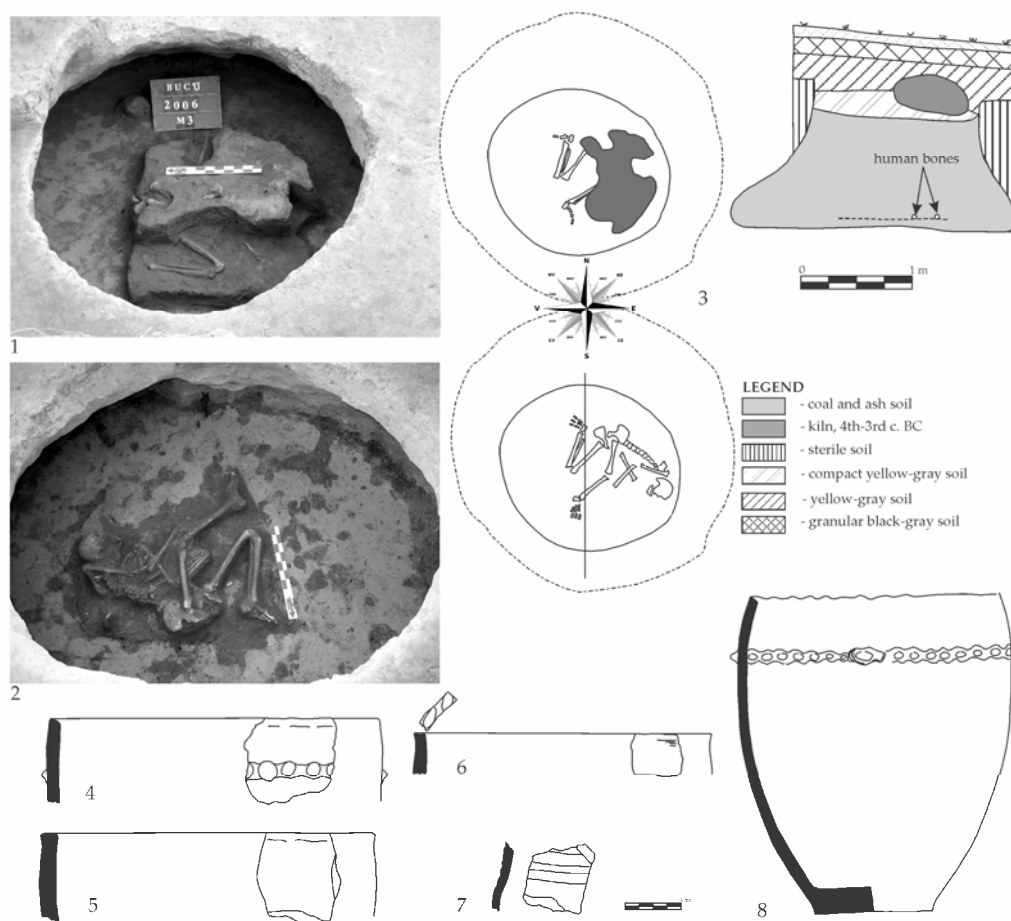 BUCU
2006
M3
1
2
N
V
E
S
3
human bones
0
1 m
LEGEND
- coal and ash soil
- kiln, 4th-3rd c. BC
- sterile soil
- compact yellow-gray soil
- yellow-gray soil
- granular black-gray soil
4
5
6
7
8